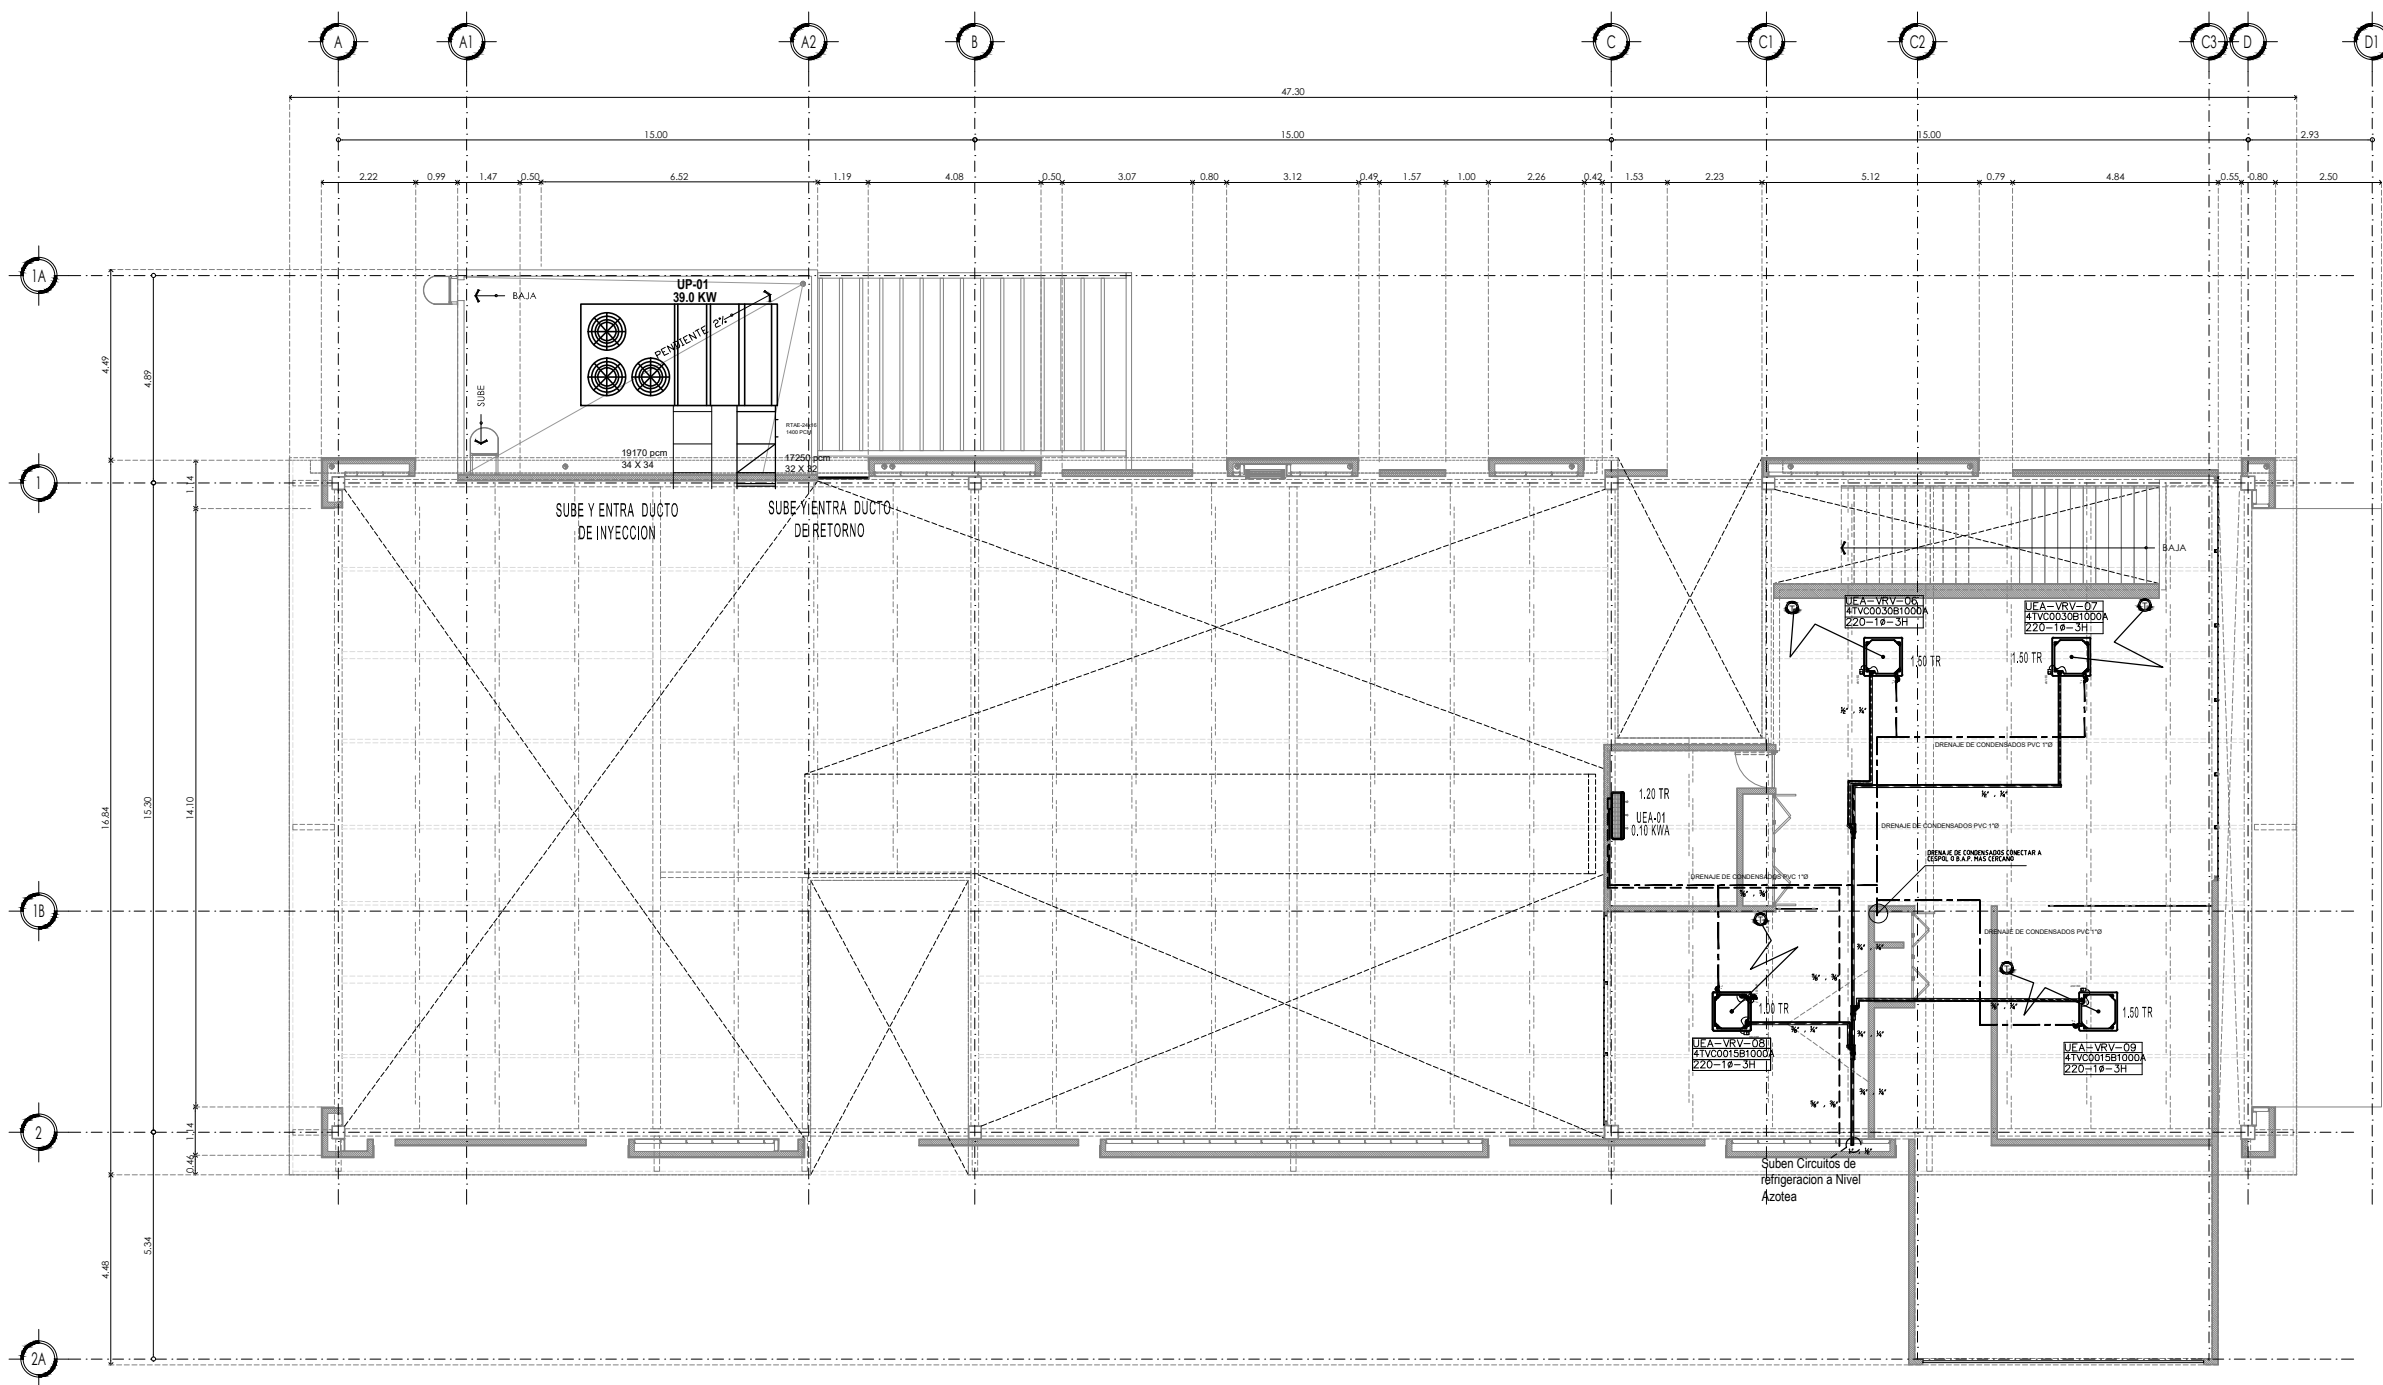 A A1 A2 B C C1 C2 C3 D D1
47.30
15.00 15.00 15.00 2.93
2.22 0.99 1.47 0.50 6.52 1.19 4.08 0.50 3.07 0.80 3.12 0.49 1.57 1.00 2.26 0.42 1.53 2.23 5.12 0.79 4.84 0.55 0.80 2.50
1A
UP-01
39.0 KW
BAJA
PENDIENTE 2%
SUBE
4.49
4.89
RTAE-24x16
1400 PCM
19170 pcm
34 X 34
17250 pcm
32 X 32
1
1.14
SUBE Y ENTRA DUCTO
DE INYECCION
SUBE Y ENTRA DUCTO
DE RETORNO
BAJA
UEA-VRV-06
4TVC0030B1000A
220-1ø-3H
1.50 TR
UEA-VRV-07
4TVC0030B1000A
220-1ø-3H
1.50 TR
DRENAJE DE CONDENSADOS PVC 1"Ø
1.20 TR
UEA-01
0.10 KWA
DRENAJE DE CONDENSADOS PVC 1"Ø
DRENAJE DE CONDENSADOS CONECTAR A
CESPOL O B.A.P. MAS CERCANO
DRENAJE DE CONDENSADOS PVC 1"Ø
16.84
15.30
14.10
1B
DRENAJE DE CONDENSADOS PVC 1"Ø
1.00 TR
UEA-VRV-08
4TVC0015B1000A
220-1ø-3H
1.50 TR
UEA-VRV-09
4TVC0015B1000A
220-1ø-3H
2
1.14
0.46
Suben Circuitos de
refrigeracion a Nivel
Azotea
4.48
5.34
2A